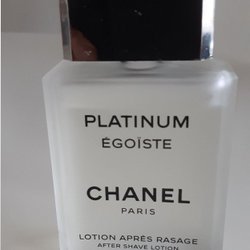 PLATINUM
ÉGOÏSTE
CHANEL
PARIS
LOTION APRÈS RASAGE
AFTER SHAVE LOTION